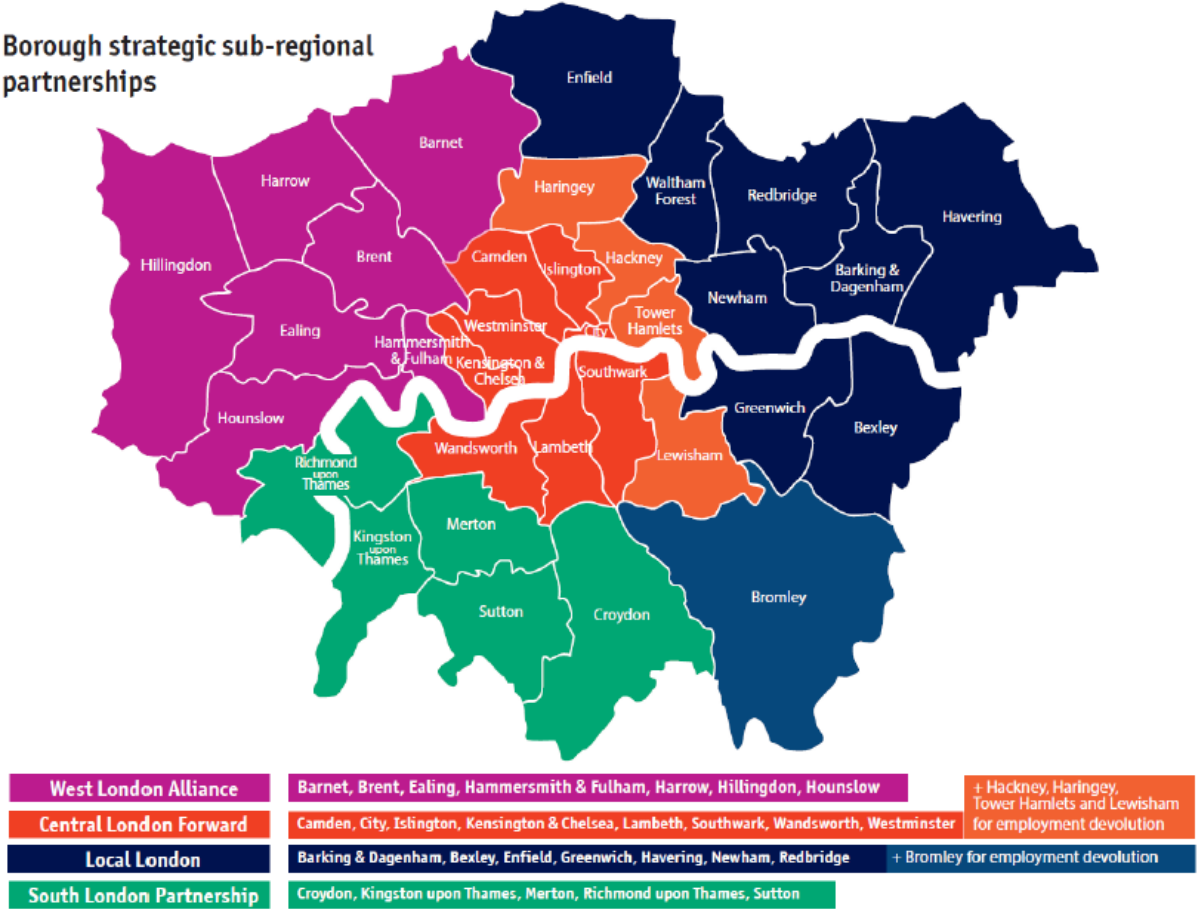 Borough strategic sub-regional
partnerships
Enfield
Barnet
Harrow
Haringey
Waltham
Forest
Redbridge
Havering
Hillingdon
Brent
Camden
Islington
Hackney
Barking &
Dagenham
Newham
Ealing
Westminster
City
Tower
Hamlets
Hammersmith
& Fulham
Kensington &
Chelsea
Southwark
Hounslow
Greenwich
Bexley
Wandsworth
Lambeth
Lewisham
Richmond
upon
Thames
Merton
Kingston
upon
Thames
Sutton
Croydon
Bromley
West London Alliance
Barnet, Brent, Ealing, Hammersmith & Fulham, Harrow, Hillingdon, Hounslow
Central London Forward
Camden, City, Islington, Kensington & Chelsea, Lambeth, Southwark, Wandsworth, Westminster
+ Hackney, Haringey,
Tower Hamlets and Lewisham
for employment devolution
Local London
Barking & Dagenham, Bexley, Enfield, Greenwich, Havering, Newham, Redbridge
+ Bromley for employment devolution
South London Partnership
Croydon, Kingston upon Thames, Merton, Richmond upon Thames, Sutton